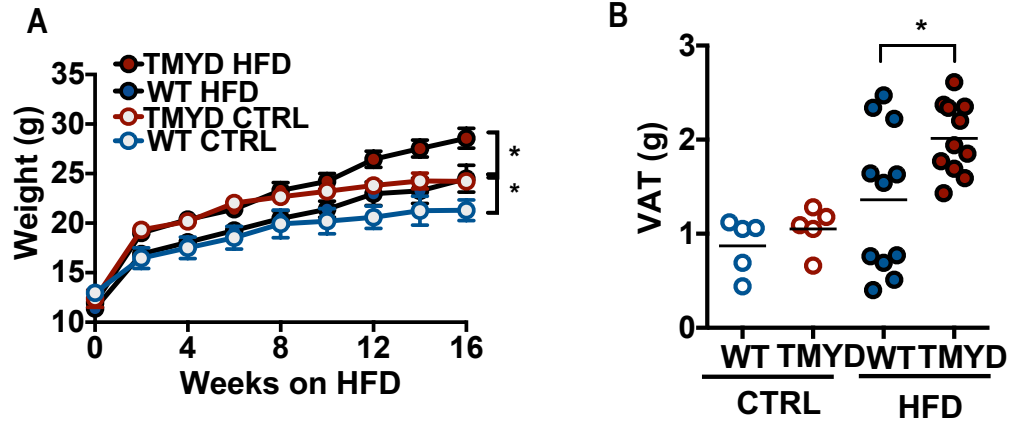 A
TMYD HFD
WT HFD
TMYD CTRL
WT CTRL
Weight (g)
35
30
25
20
15
10
0 4 8 12 16
Weeks on HFD
*
*
B
*
VAT (g)
3
2
1
0
WT TMYD WT TMYD
CTRL HFD